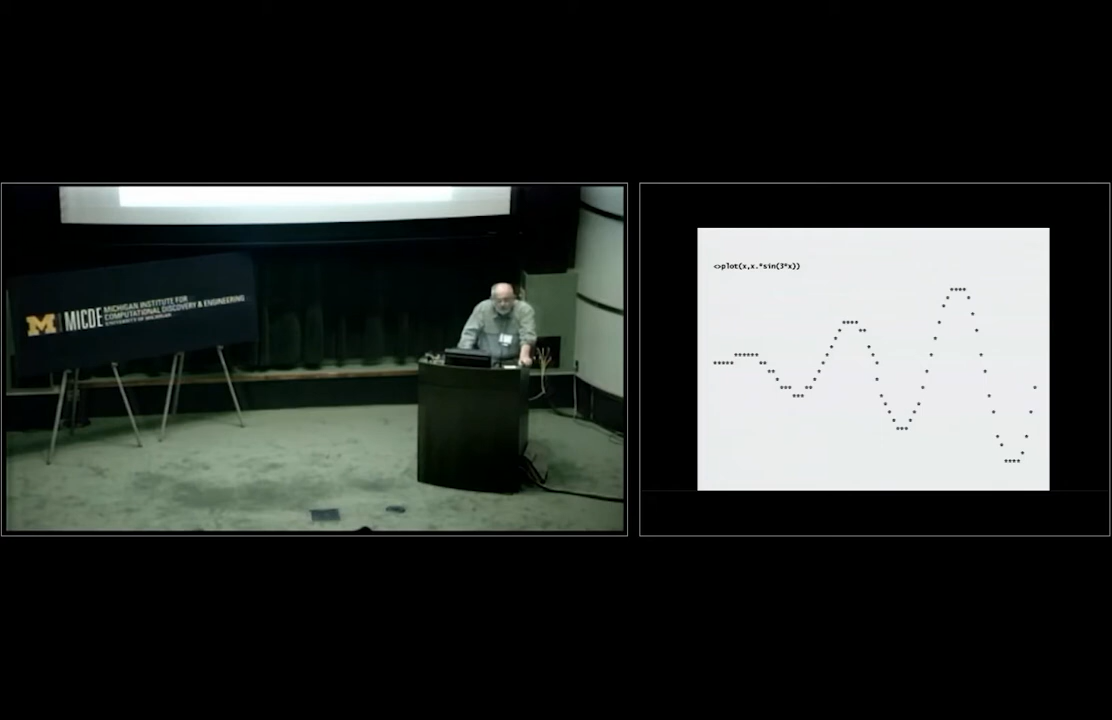 M | MICDE MICHIGAN INSTITUTE FOR
COMPUTATIONAL DISCOVERY & ENGINEERING
UNIVERSITY OF MICHIGAN
<>plot(x,x.*sin(3*x))